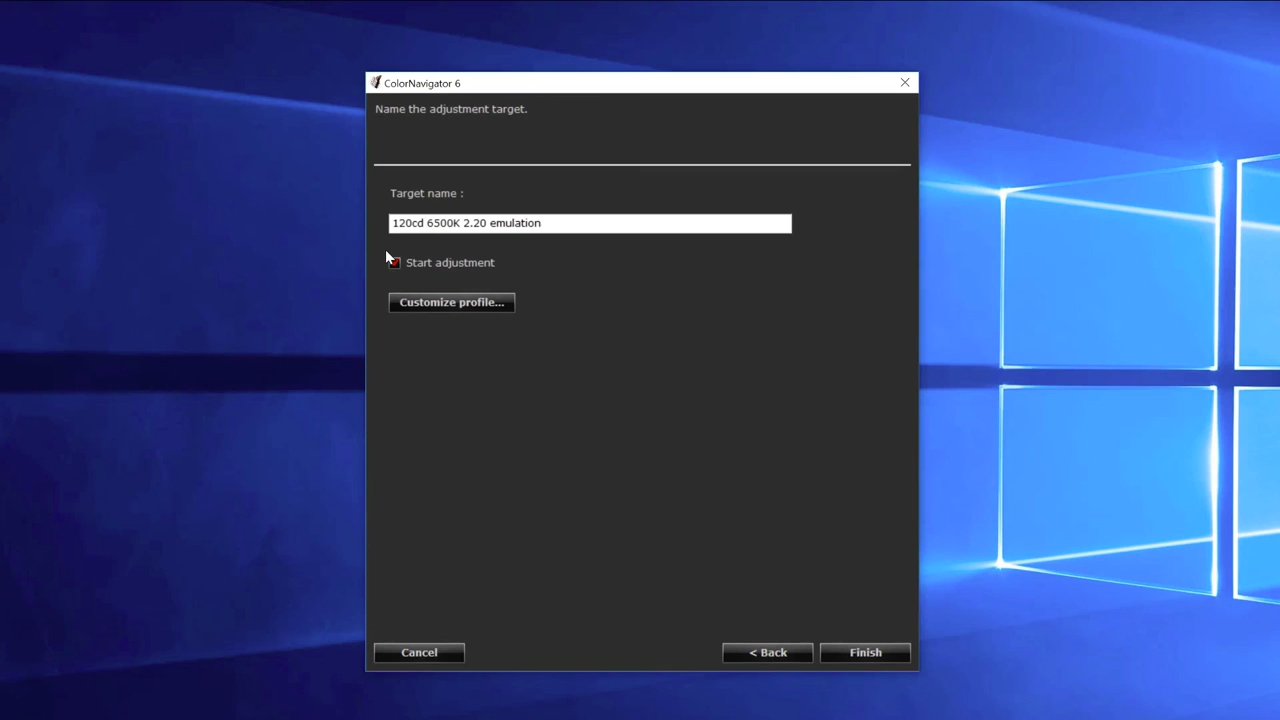 ColorNavigator 6
Name the adjustment target.
Target name :
120cd 6500K 2.20 emulation
Start adjustment
Customize profile...
Cancel
< Back
Finish